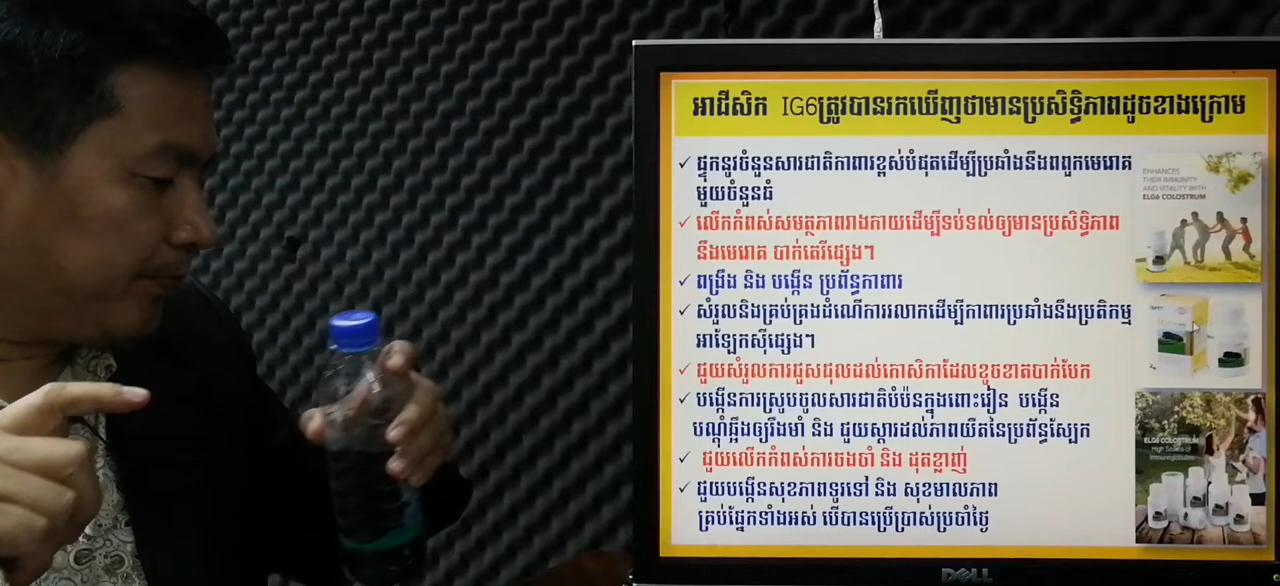 អាជីសិក IG6ត្រូវបានរកឃើញថាមានប្រសិទ្ធិភាពដូចខាងក្រោម
✓ ផ្ទុកនូវចំនួនសារជាតិកាពារខ្ពស់បំផុតដើម្បីប្រឆាំងនឹងពពួកមេរោគ
មួយចំនួនធំ
✓ លើកកំពស់សមត្ថភាពរាងកាយដើម្បីទប់ទល់ឲ្យមានប្រសិទ្ធិភាព
នឹងមេរោគ បាក់តេរីផ្សេងៗ
✓ ពង្រឹង និង បង្កើន ប្រព័ន្ធកាពារ
✓ សំរួលនិងគ្រប់គ្រងដំណើការរលាកដើម្បីកាពារប្រឆាំងនឹងប្រតិកម្ម
អាឡែកស៊ីផ្សេងៗ
✓ ជួយសំរួលការជួសជុលដល់កោសិកាដែលខូចខាតបាក់បែក
✓ បង្កើនការស្រូបចូលសារជាតិបំប៉នក្នុងពោះវៀន បង្កើន
បណ្តុំឆ្អឹងឲ្យរឹងមាំ និង ជួយស្តារដល់ភាពយឺតនៃប្រព័ន្ធស្បែក
✓ ជួយលើកកំពស់ការចងចាំ និង ដុតខ្លាញ់
✓ ជួយបង្កើនសុខភាពទូរទៅ និង សុខមាលភាព
គ្រប់ផ្នែកទាំងអស់ បើបានប្រើប្រាស់ប្រចាំថ្ងៃ
ENHANCES
THEIR IMMUNITY
AND VITALITY WITH
ELG6 COLOSTRUM
ELG6 COLOSTRUM
High Source of
Immunoglobulins
DELL